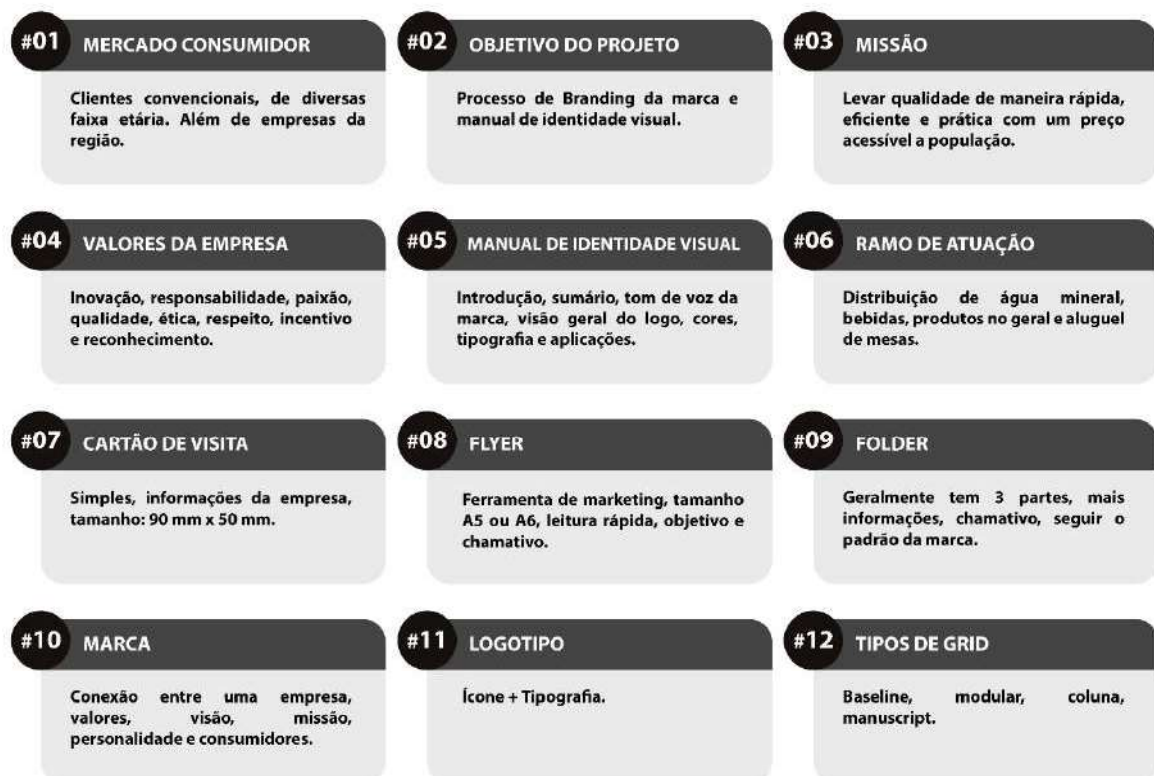 #01 MERCADO CONSUMIDOR
Clientes convencionais, de diversas
faixa etária. Além de empresas da
região.
#02 OBJETIVO DO PROJETO
Processo de Branding da marca e
manual de identidade visual.
#03 MISSÃO
Levar qualidade de maneira rápida,
eficiente e prática com um preço
acessível a população.
#04 VALORES DA EMPRESA
Inovação, responsabilidade, paixão,
qualidade, ética, respeito, incentivo
e reconhecimento.
#05 MANUAL DE IDENTIDADE VISUAL
Introdução, sumário, tom de voz da
marca, visão geral do logo, cores,
tipografia e aplicações.
#06 RAMO DE ATUAÇÃO
Distribuição de água mineral,
bebidas, produtos no geral e aluguel
de mesas.
#07 CARTÃO DE VISITA
Simples, informações da empresa,
tamanho: 90 mm x 50 mm.
#08 FLYER
Ferramenta de marketing, tamanho
A5 ou A6, leitura rápida, objetivo e
chamativo.
#09 FOLDER
Geralmente tem 3 partes, mais
informações, chamativo, seguir o
padrão da marca.
#10 MARCA
Conexão entre uma empresa,
valores, visão, missão,
personalidade e consumidores.
#11 LOGOTIPO
Ícone + Tipografia.
#12 TIPOS DE GRID
Baseline, modular, coluna,
manuscript.